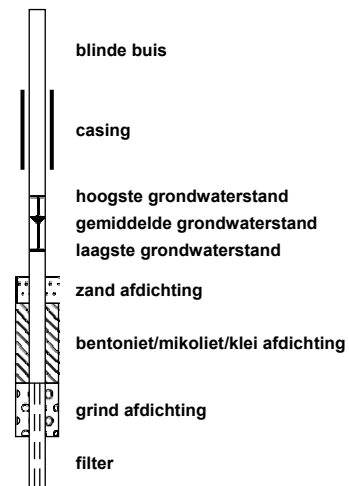 blinde buis
casing
hoogste grondwaterstand
gemiddelde grondwaterstand
laagste grondwaterstand
zand afdichting
bentoniet/mikoliet/klei afdichting
grind afdichting
filter